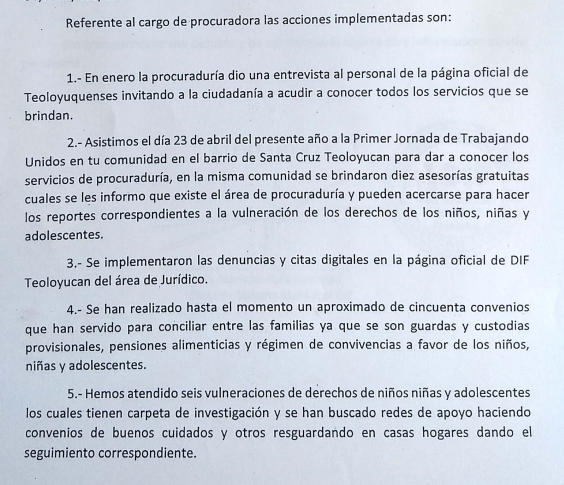 Referente al cargo de procuradora las acciones implementadas son:
1.- En enero la procuraduría dio una entrevista al personal de la página oficial de
Teoloyuquenses invitando a la ciudadanía a acudir a conocer todos los servicios que se
brindan.
2.- Asistimos el día 23 de abril del presente año a la Primer Jornada de Trabajando
Unidos en tu comunidad en el barrio de Santa Cruz Teoloyucan para dar a conocer los
servicios de procuraduría, en la misma comunidad se brindaron diez asesorías gratuitas
cuales se les informo que existe el área de procuraduría y pueden acercarse para hacer
los reportes correspondientes a la vulneración de los derechos de los niños, niñas y
adolescentes.
3.- Se implementaron las denuncias y citas digitales en la página oficial de DIF
Teoloyucan del área de Jurídico.
4.- Se han realizado hasta el momento un aproximado de cincuenta convenios
que han servido para conciliar entre las familias ya que se son guardas y custodias
provisionales, pensiones alimenticias y régimen de convivencias a favor de los niños,
niñas y adolescentes.
5.- Hemos atendido seis vulneraciones de derechos de niños niñas y adolescentes
los cuales tienen carpeta de investigación y se han buscado redes de apoyo haciendo
convenios de buenos cuidados y otros resguardando en casas hogares dando el
seguimiento correspondiente.